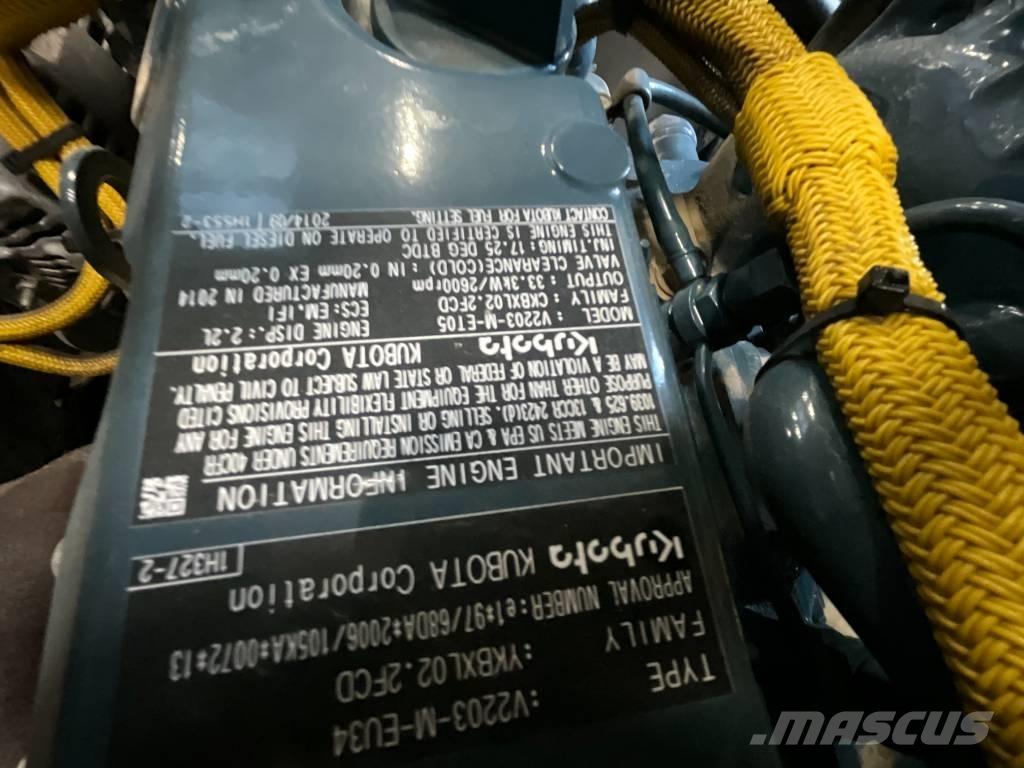 TYPE :V2203-M-EU34
FAMILY :YKBXL02.2FCD
APPROVAL NUMBER:e1*97/68DA*2006/105KA*0072*13
Kubota KUBOTA Corporation
1H327-2
IMPORTANT ENGINE INFORMATION
THIS ENGINE MEETS US EPA & CA EMISSION REQUIREMENTS UNDER 40CFR
1039.625 & 13CCR 2423(d). SELLING OR INSTALLING THIS ENGINE FOR ANY
PURPOSE OTHER THAN FOR THE EQUIPMENT FLEXIBILITY PROVISIONS CITED
MAY BE A VIOLATION OF FEDERAL OR STATE LAW SUBJECT TO CIVIL PENALTY.
Kubota KUBOTA Corporation
MODEL : V2203-M-ET05 ENGINE DISP.:2.2L
FAMILY : CKBXL02.2FCD ECS:EM,IFI
OUTPUT : 33.3kW/2600rpm MANUFACTURED IN 2014
VALVE CLEARANCE(COLD) : IN 0.20mm EX 0.20mm
INJ.TIMING:17.25 DEG BTDC
THIS ENGINE IS CERTIFIED TO OPERATE ON DIESEL FUEL.
CONTACT KUBOTA FOR FUEL SETTING. 2014/09 1H553-2
MASCUS